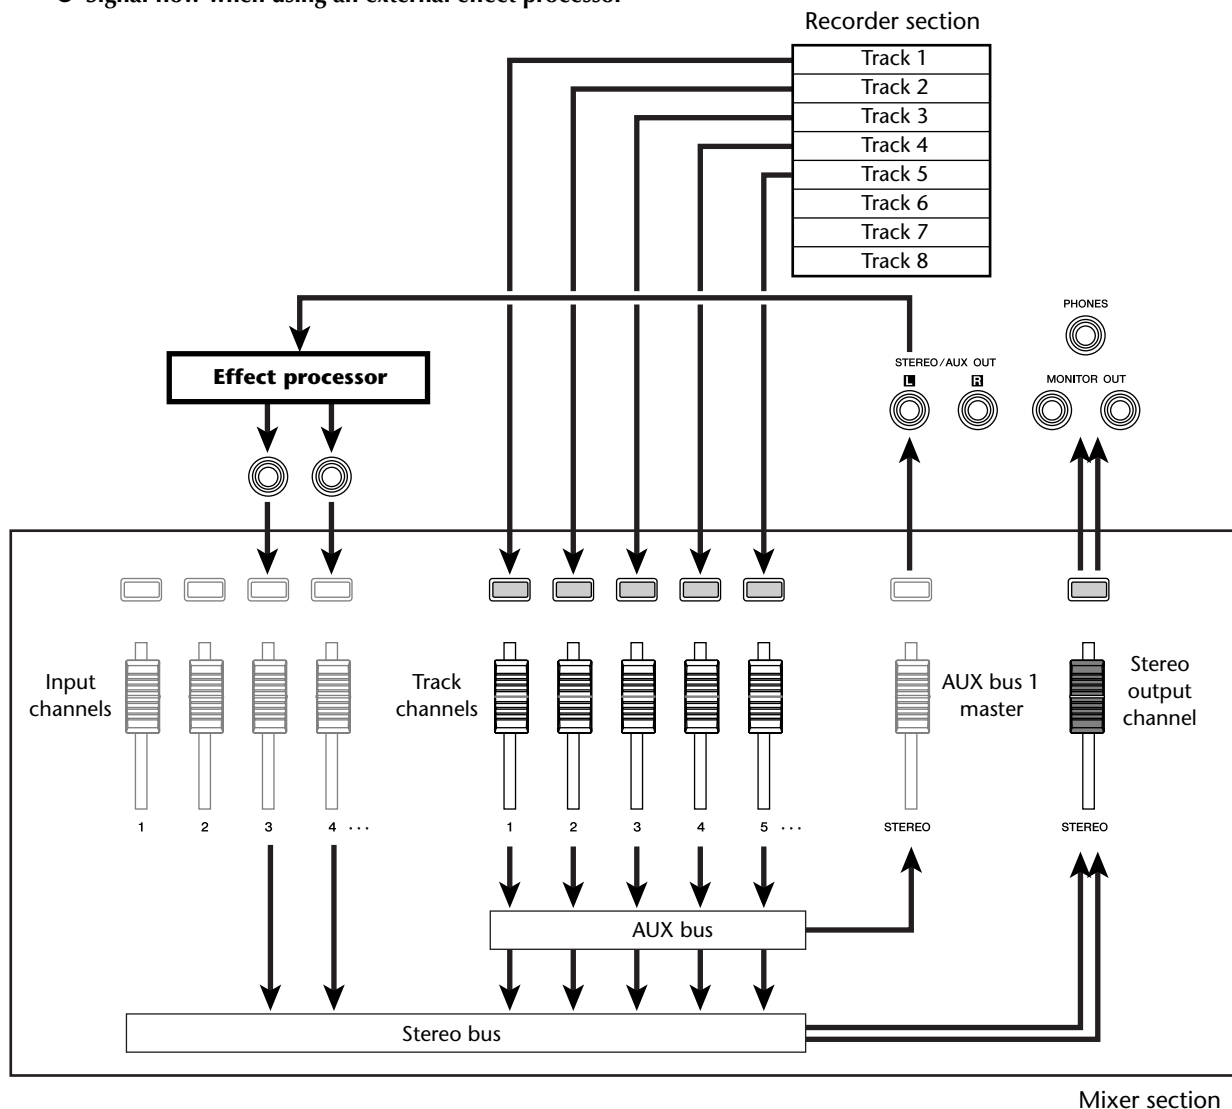 Signal flow when using an external effect processor
Recorder section
Track 1
Track 2
Track 3
Track 4
Track 5
Track 6
Track 7
Track 8
PHONES
STEREO/AUX OUT
L R
MONITOR OUT
Effect processor
Input
channels
Track
channels
AUX bus 1
master
Stereo
output
channel
1 2 3 4 ...
1 2 3 4 5 ...
STEREO
STEREO
AUX bus
Stereo bus
Mixer section